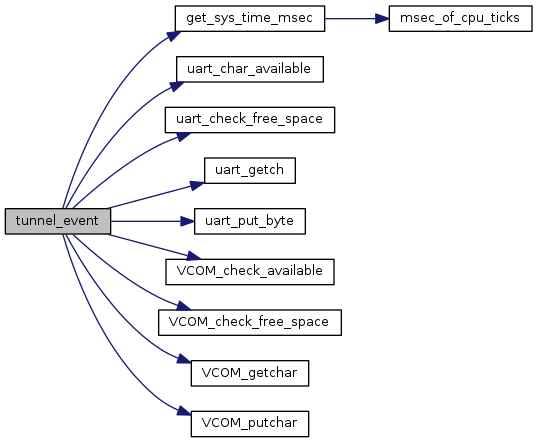 get_sys_time_msec
msec_of_cpu_ticks
uart_char_available
uart_check_free_space
uart_getch
tunnel_event
uart_put_byte
VCOM_check_available
VCOM_check_free_space
VCOM_getchar
VCOM_putchar